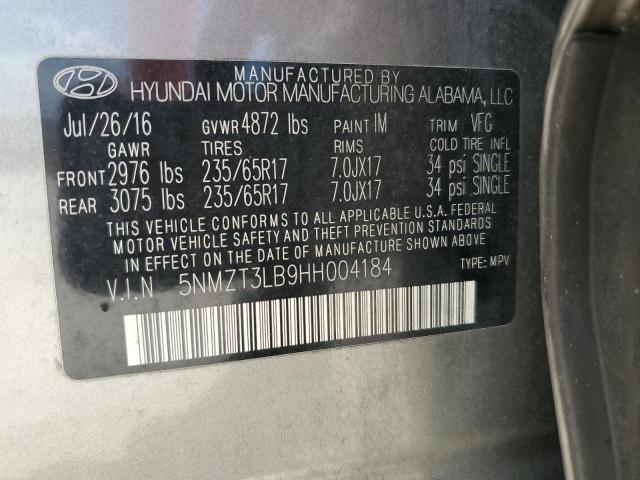 MANUFACTURED BY
HYUNDAI MOTOR MANUFACTURING ALABAMA, LLC
Jul/26/16 GVWR 4872 lbs PAINT IM TRIM VFG
GAWR TIRES RIMS COLD TIRE INFL
FRONT 2976 lbs 235/65R17 7.0JX17 34 psi SINGLE
REAR 3075 lbs 235/65R17 7.0JX17 34 psi SINGLE
THIS VEHICLE CONFORMS TO ALL APPLICABLE U.S.A. FEDERAL
MOTOR VEHICLE SAFETY AND THEFT PREVENTION STANDARDS
IN EFFECT ON THE DATE OF MANUFACTURE SHOWN ABOVE.
V.I.N 5NMZT3LB9HH004184 TYPE: MPV